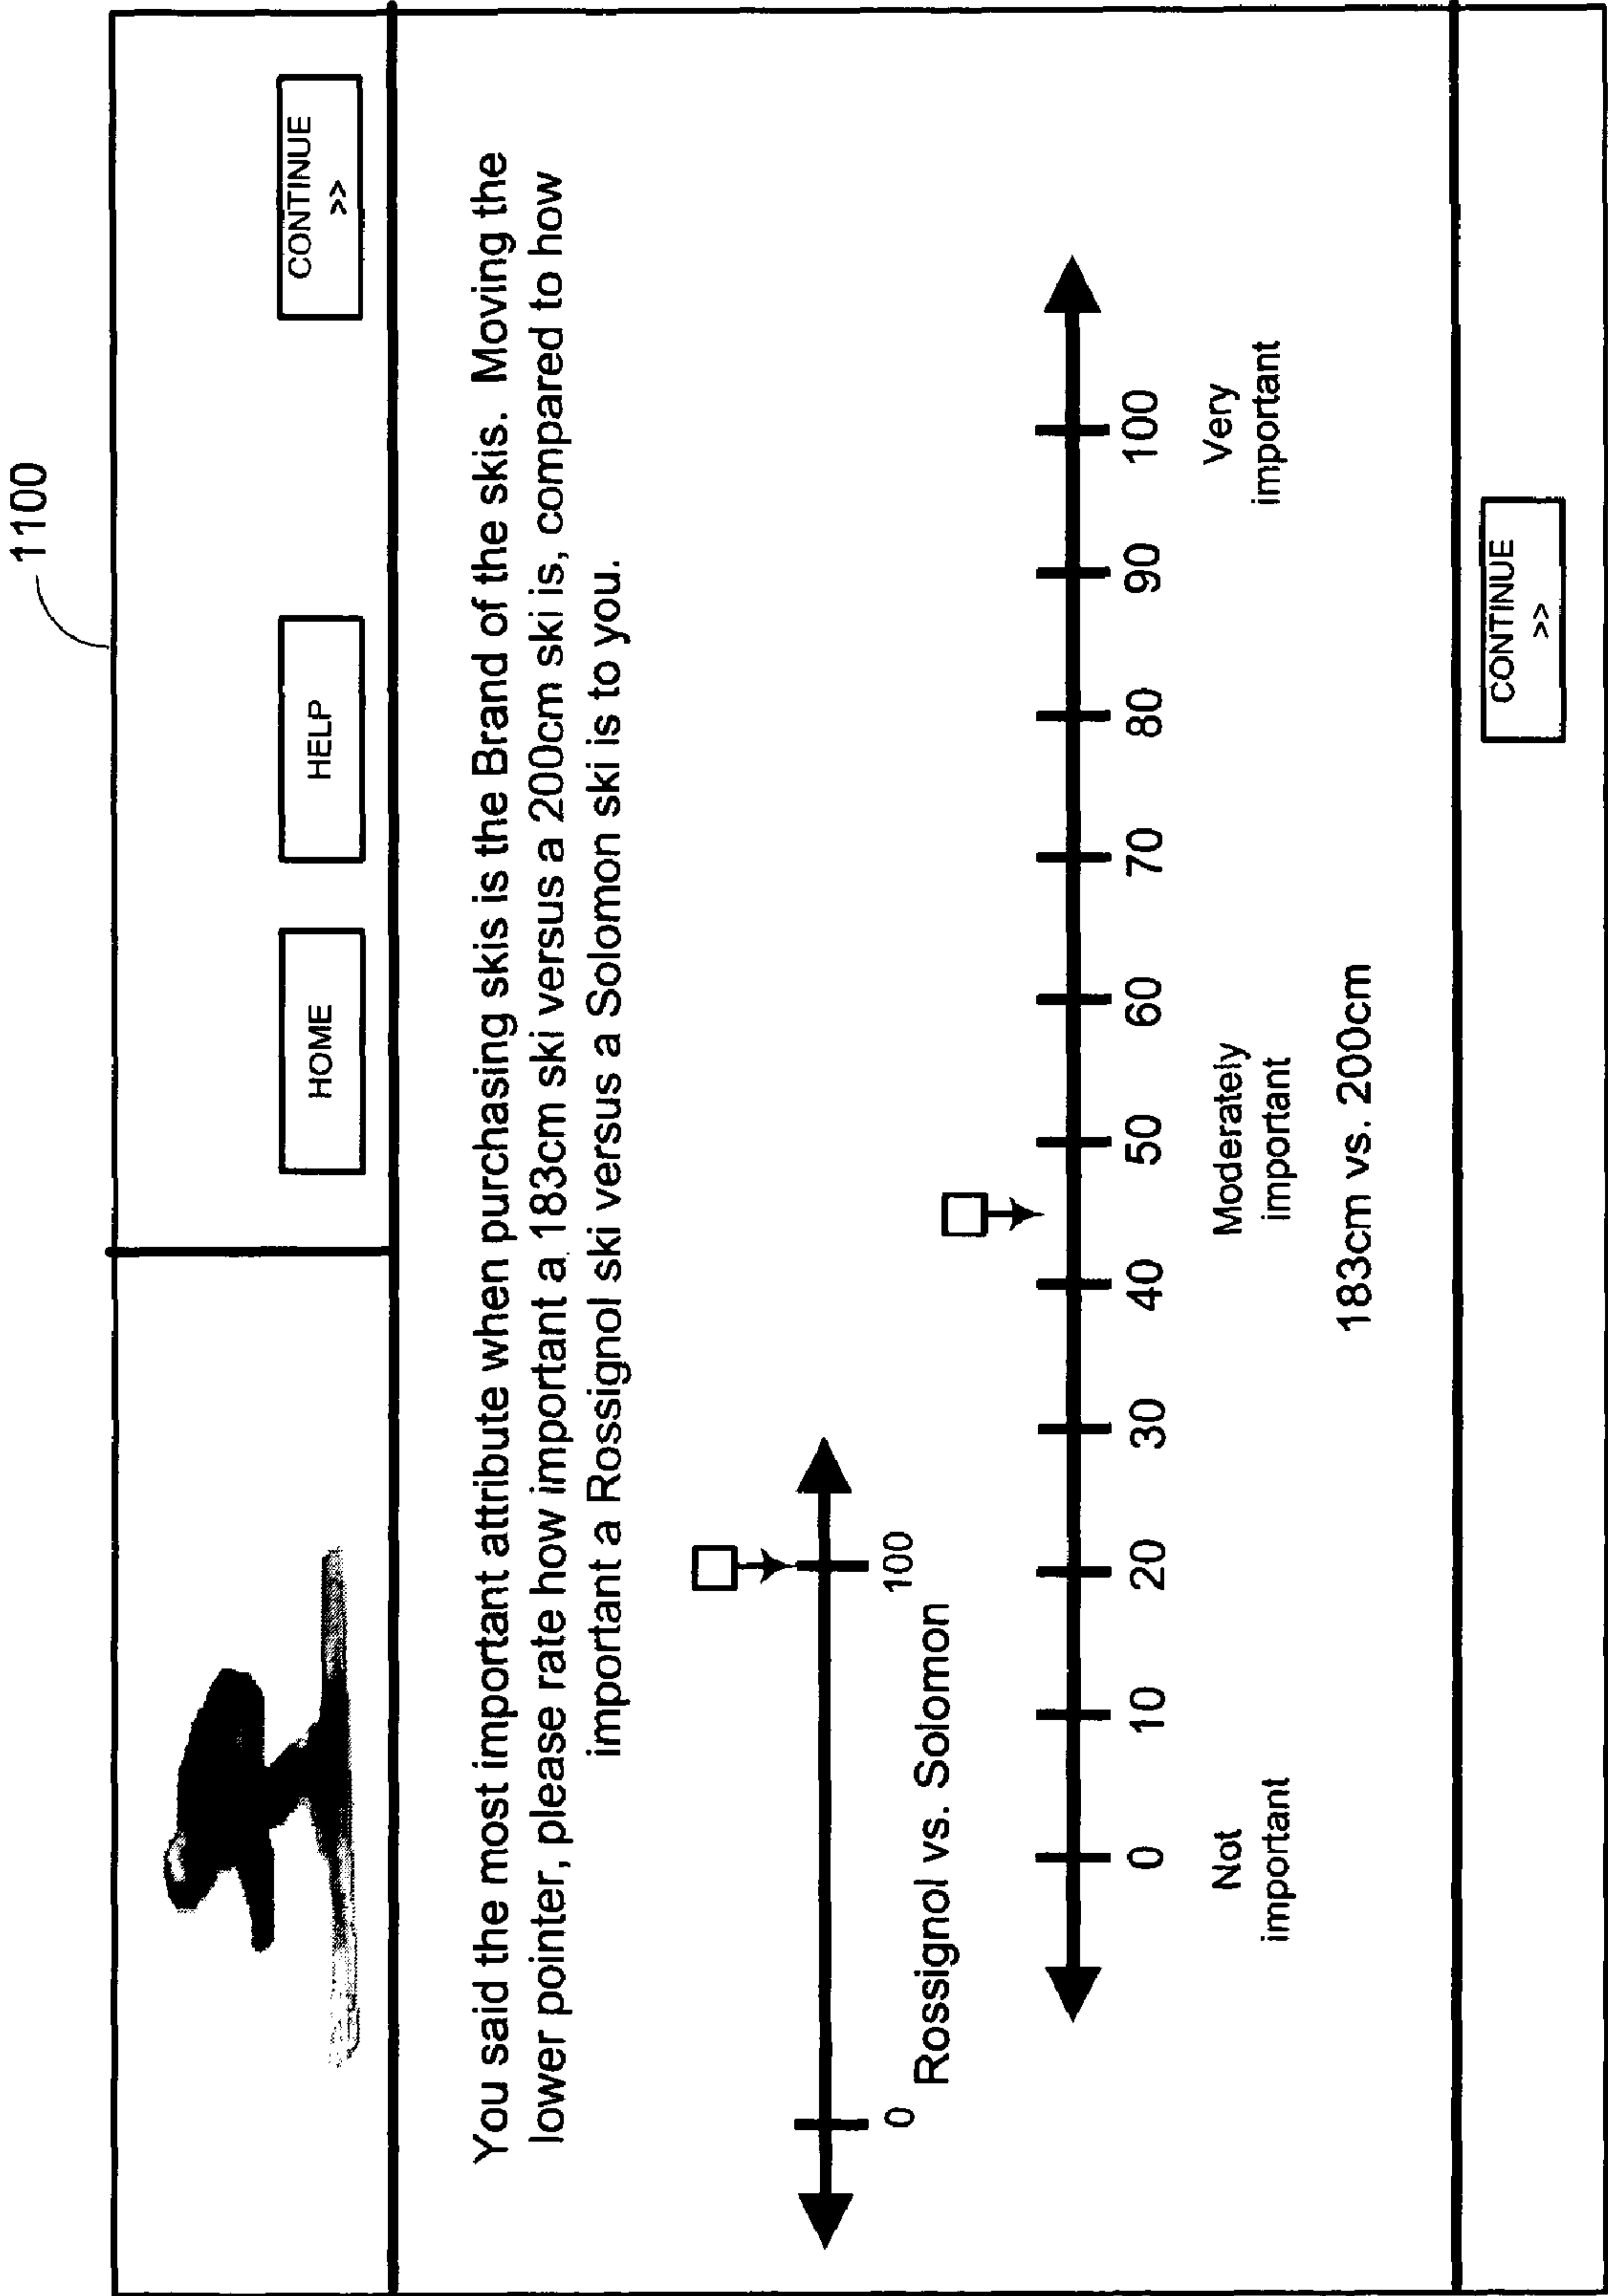 1100
HOME
HELP
CONTINUE
>>
You said the most important attribute when purchasing skis is the Brand of the skis. Moving the
lower pointer, please rate how important a 183cm ski versus a 200cm ski is, compared to how
important a Rossignol ski versus a Solomon ski is to you.
0
100
Rossignol vs. Solomon
0
10
20
30
40
50
60
70
80
90
100
Not
important
Moderately
important
Very
important
183cm vs. 200cm
CONTINUE
>>